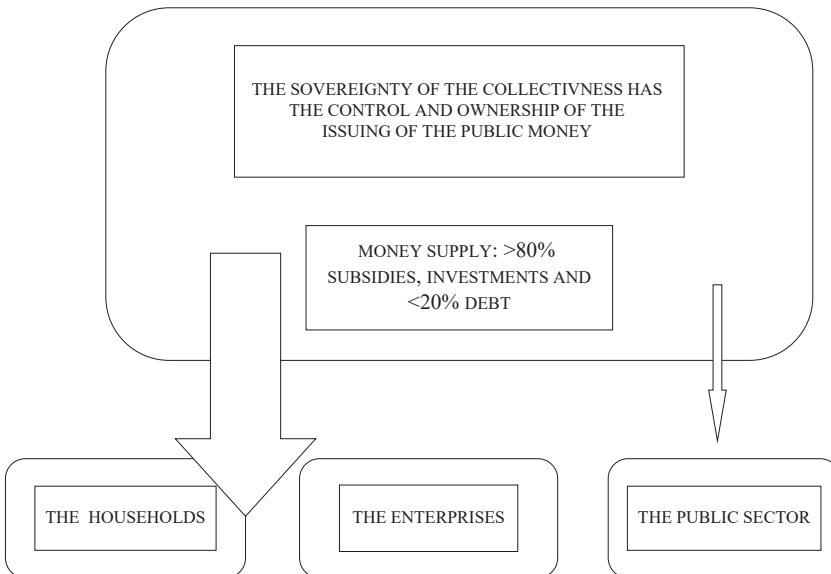 THE SOVEREIGNTY OF THE COLLECTIVNESS HAS
THE CONTROL AND OWNERSHIP OF THE
ISSUING OF THE PUBLIC MONEY
MONEY SUPPLY: >80%
SUBSIDIES, INVESTMENTS AND
<20% DEBT
THE HOUSEHOLDS
THE ENTERPRISES
THE PUBLIC SECTOR